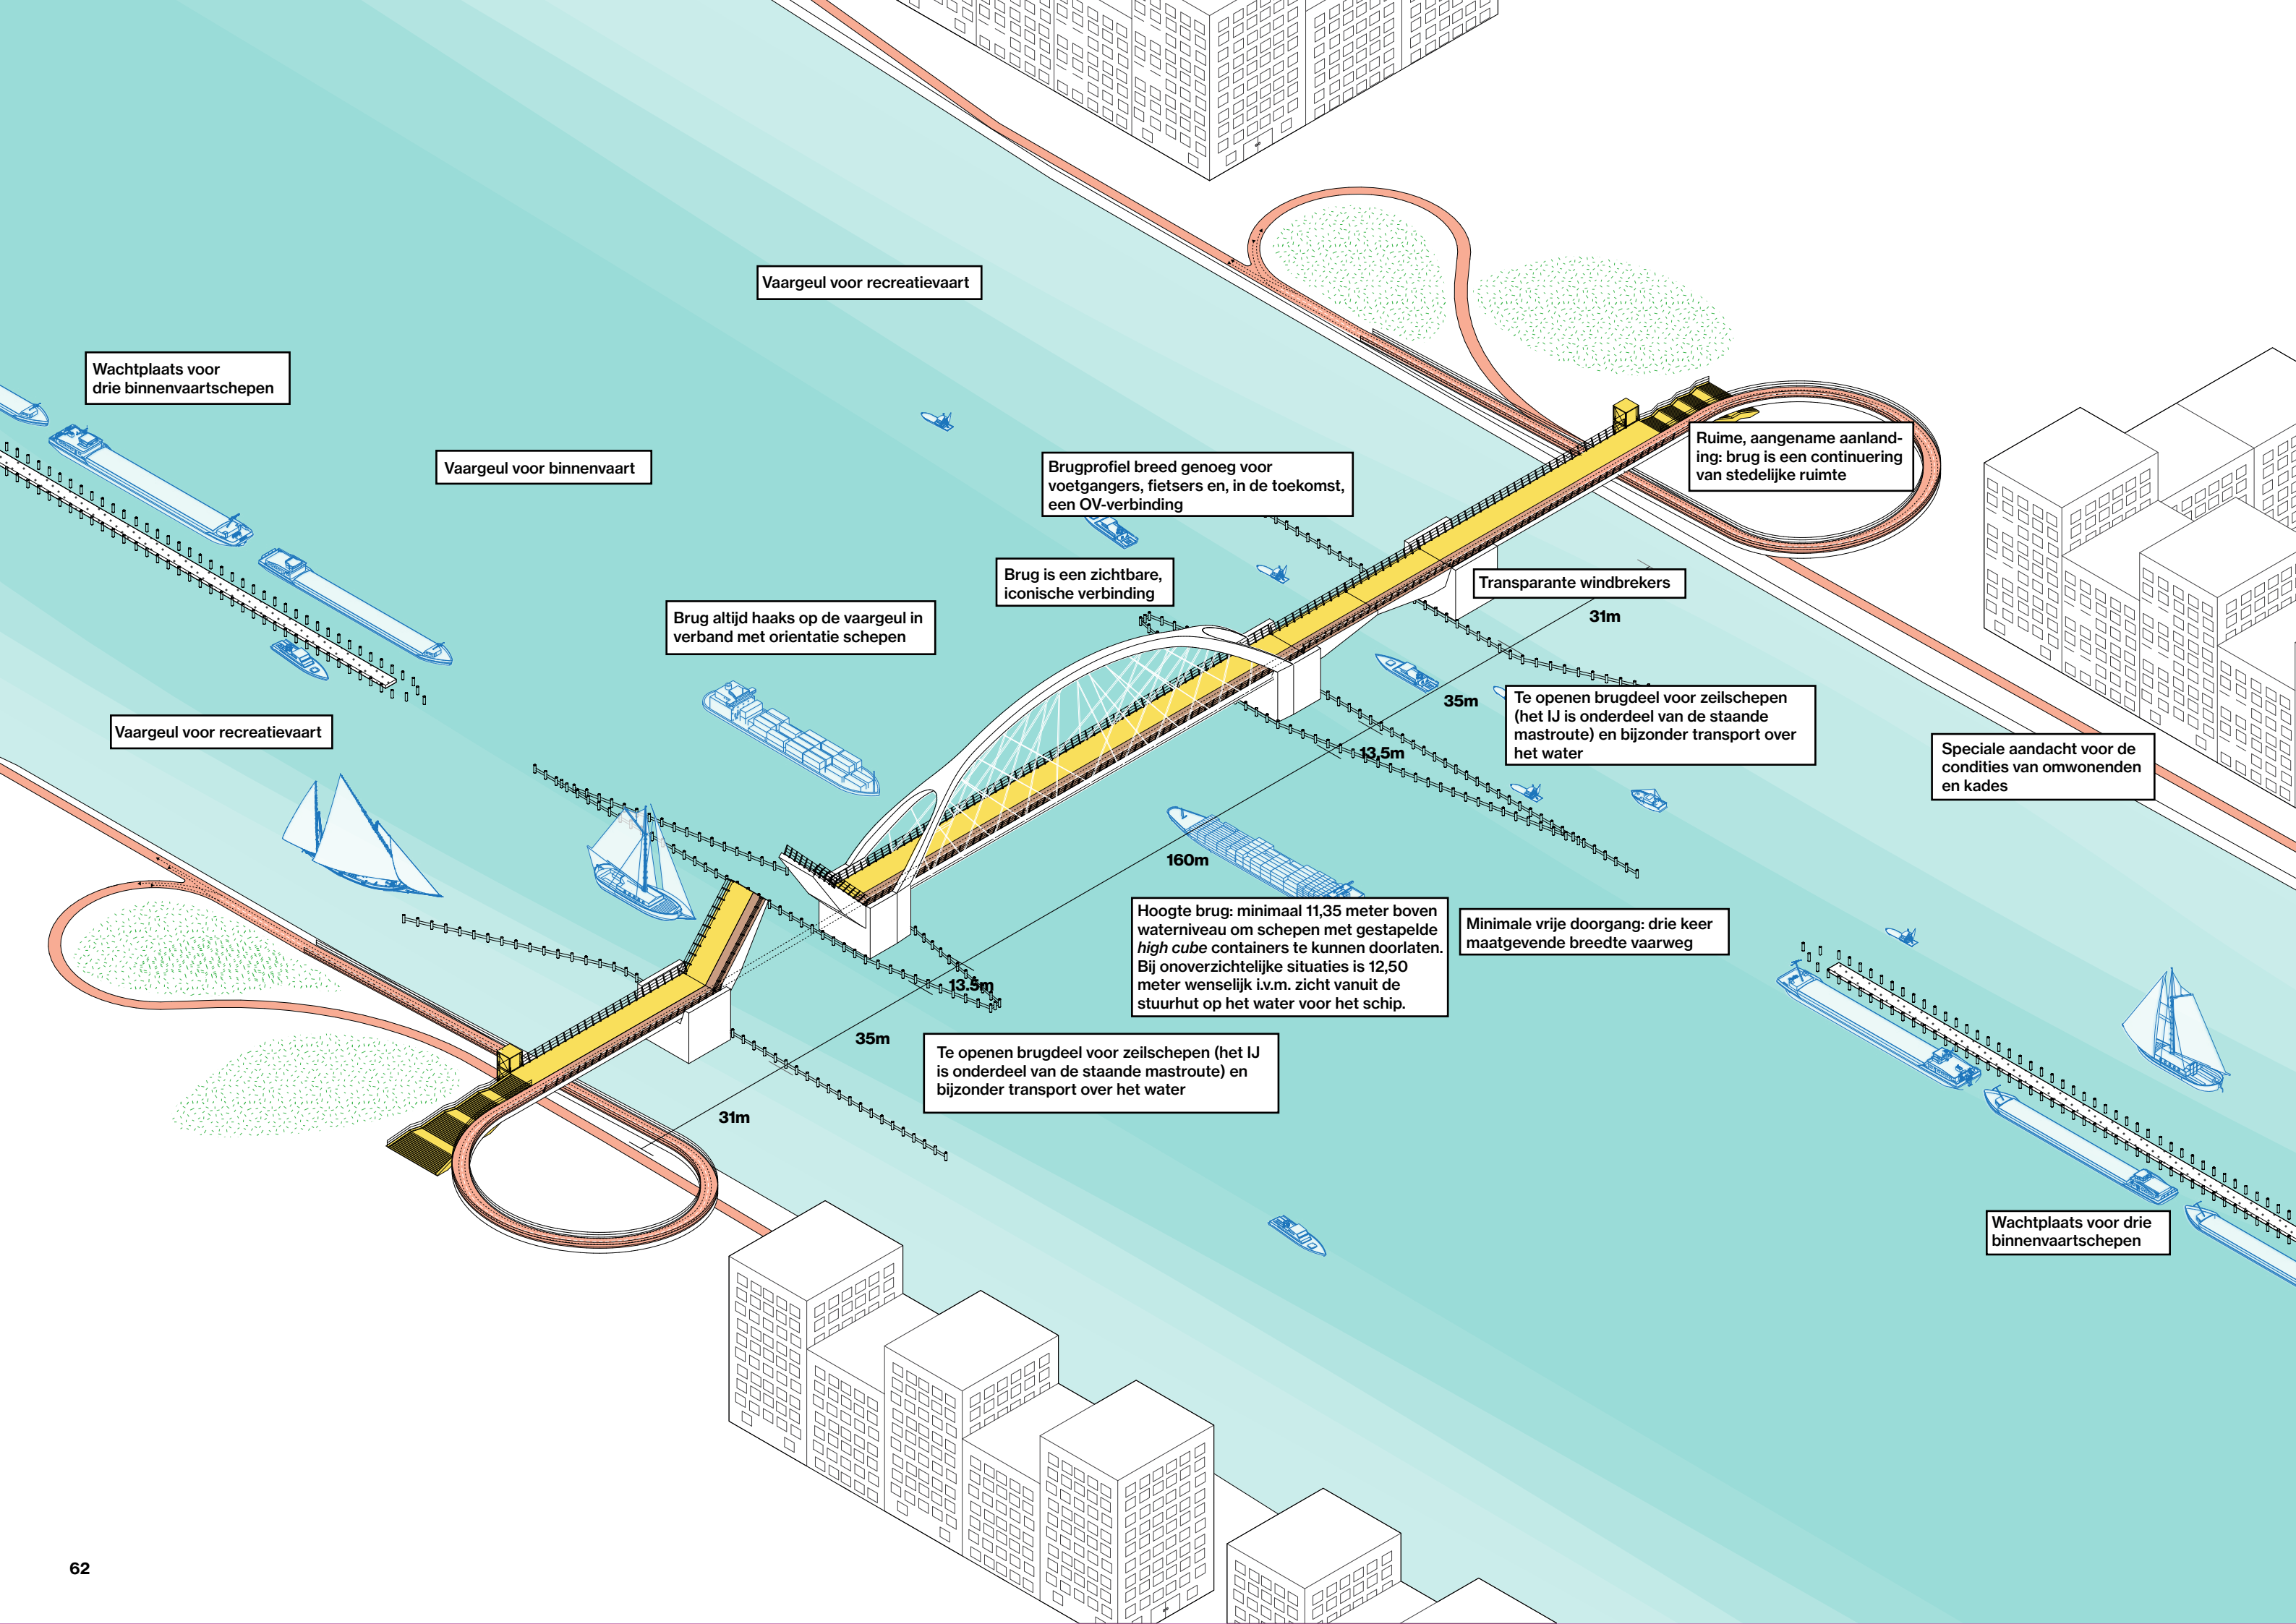 Vaargeul voor recreatievaart
Wachtplaats voor
drie binnenvaartschepen
Vaargeul voor binnenvaart
Brugprofiel breed genoeg voor
voetgangers, fietsers en, in de toekomst,
een OV-verbinding
Ruime, aangename aanland-
ing: brug is een continuering
van stedelijke ruimte
Brug is een zichtbare,
iconische verbinding
Transparante windbrekers
31m
Brug altijd haaks op de vaargeul in
verband met orientatie schepen
35m
Te openen brugdeel voor zeilschepen
(het IJ is onderdeel van de staande
mastroute) en bijzonder transport over
het water
Vaargeul voor recreatievaart
13,5m
Speciale aandacht voor de
condities van omwonenden
en kades
160m
Hoogte brug: minimaal 11,35 meter boven
waterniveau om schepen met gestapelde
high cube containers te kunnen doorlaten.
Bij onoverzichtelijke situaties is 12,50
meter wenselijk i.v.m. zicht vanuit de
stuurhut op het water voor het schip.
Minimale vrije doorgang: drie keer
maatgevende breedte vaarweg
13.5m
35m
Te openen brugdeel voor zeilschepen (het IJ
is onderdeel van de staande mastroute) en
bijzonder transport over het water
31m
Wachtplaats voor drie
binnenvaartschepen
62